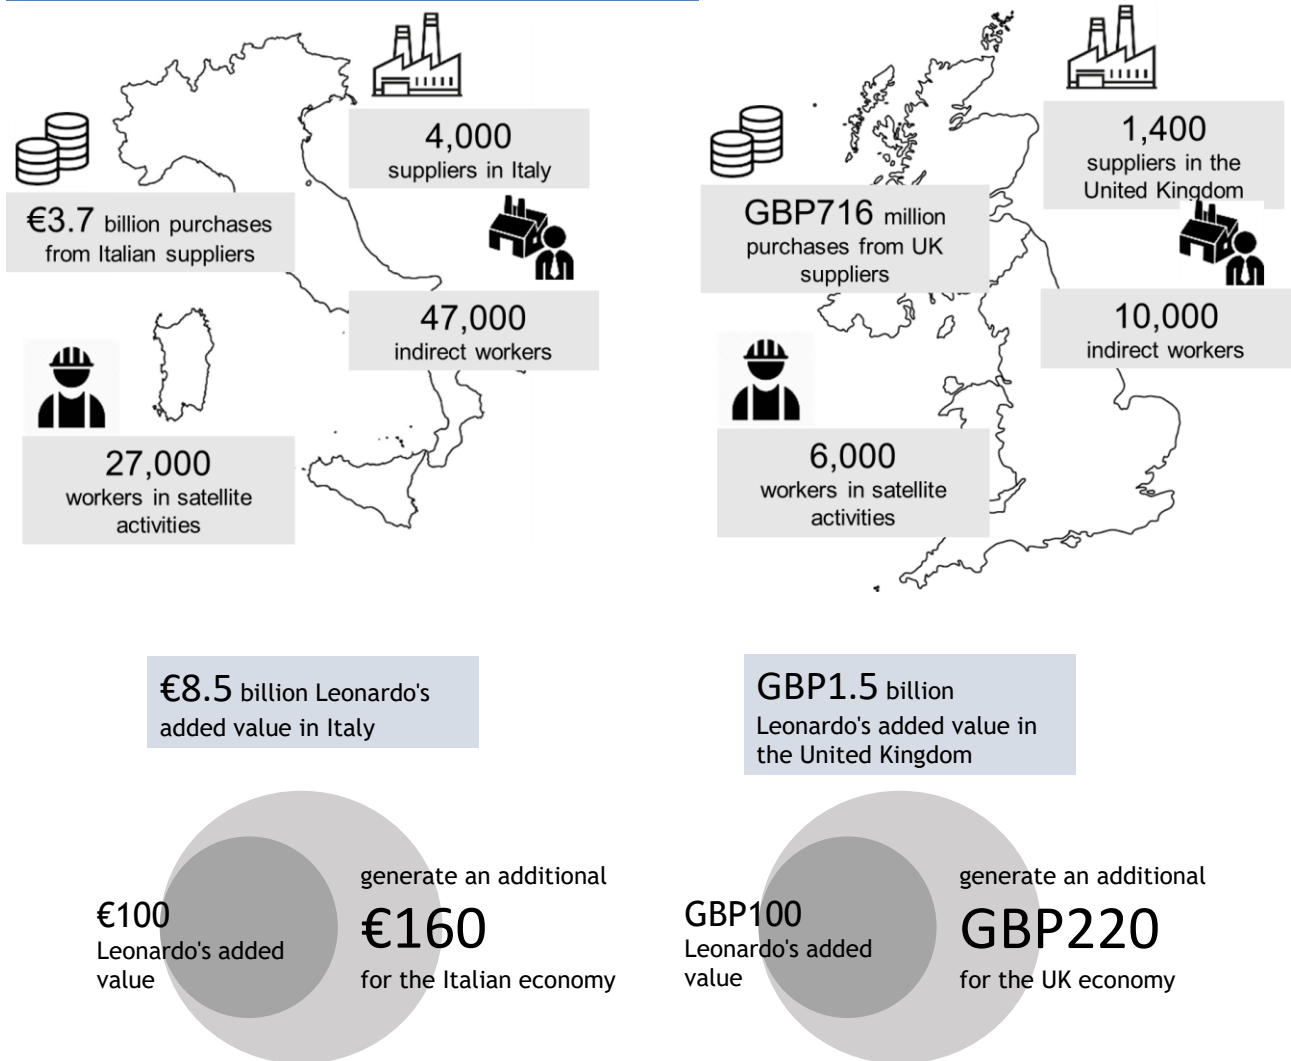 4,000
suppliers in Italy
€3.7 billion purchases
from Italian suppliers
47,000
indirect workers
27,000
workers in satellite
activities
1,400
suppliers in the
United Kingdom
GBP716 million
purchases from UK
suppliers
10,000
indirect workers
6,000
workers in satellite
activities
€8.5 billion Leonardo's
added value in Italy
GBP1.5 billion
Leonardo's added value in
the United Kingdom
€100
Leonardo's added
value
generate an additional
€160
for the Italian economy
GBP100
Leonardo's added
value
generate an additional
GBP220
for the UK economy